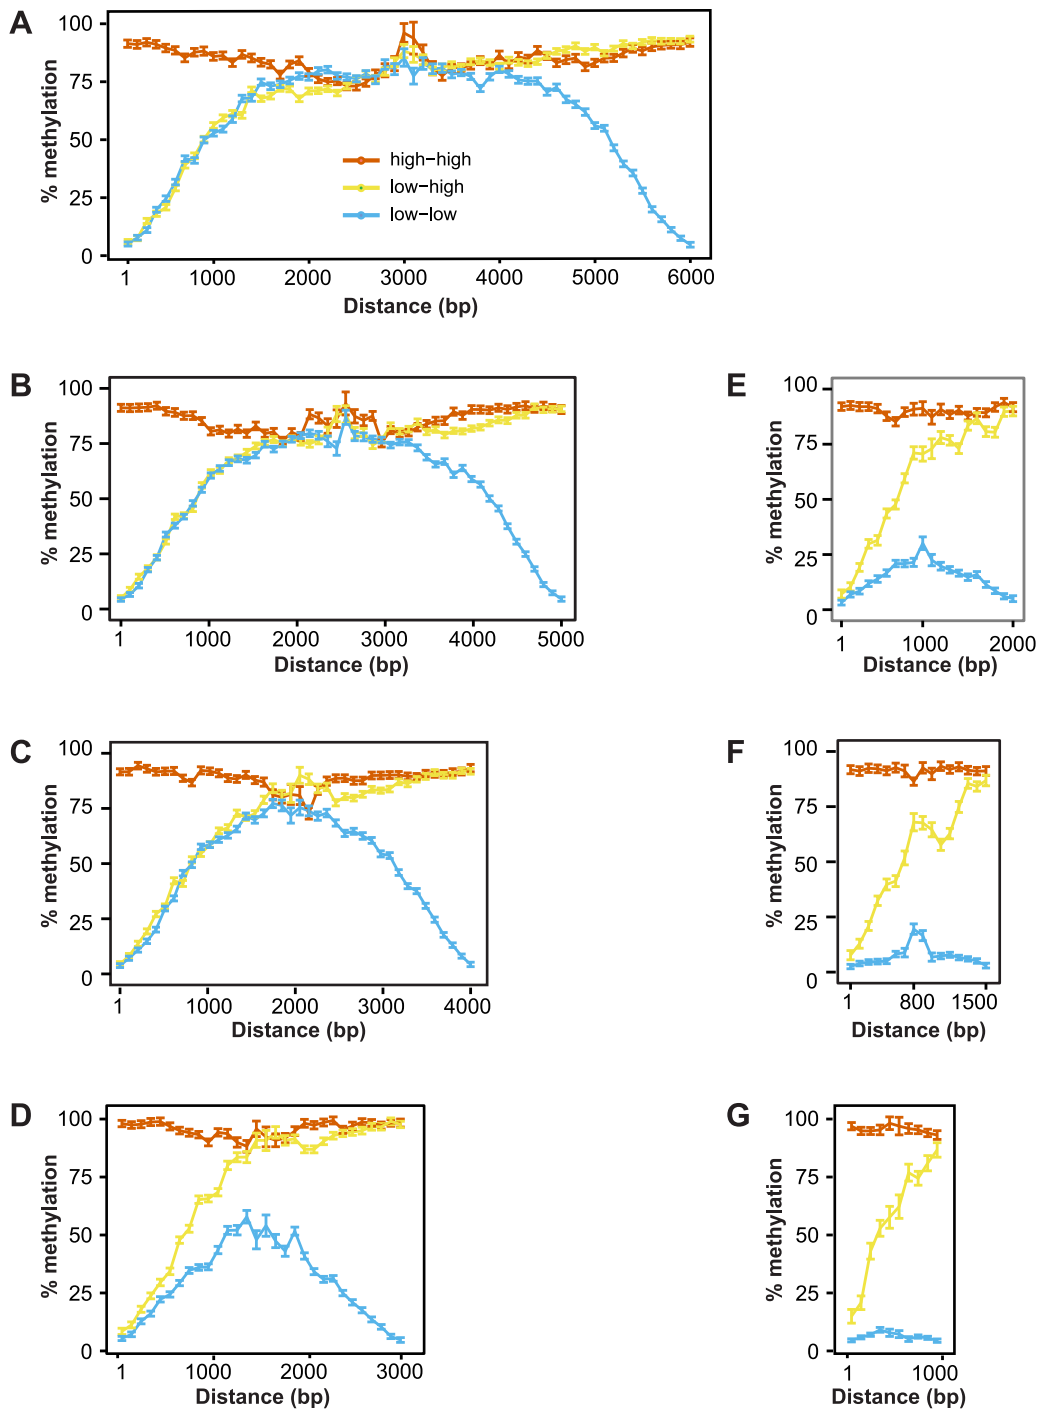 A
% methylation
100
75
50
25
0
high−high
low−high
low−low
1 1000 2000 3000 4000 5000 6000
Distance (bp)
B
% methylation
100
75
50
25
0
1 1000 2000 3000 4000 5000
Distance (bp)
E
% methylation
100
75
50
25
0
1 1000 2000
Distance (bp)
C
% methylation
100
75
50
25
0
1 1000 2000 3000 4000
Distance (bp)
F
% methylation
100
75
50
25
0
1 800 1500
Distance (bp)
D
% methylation
100
75
50
25
0
1 1000 2000 3000
Distance (bp)
G
% methylation
100
75
50
25
0
1 1000
Distance (bp)